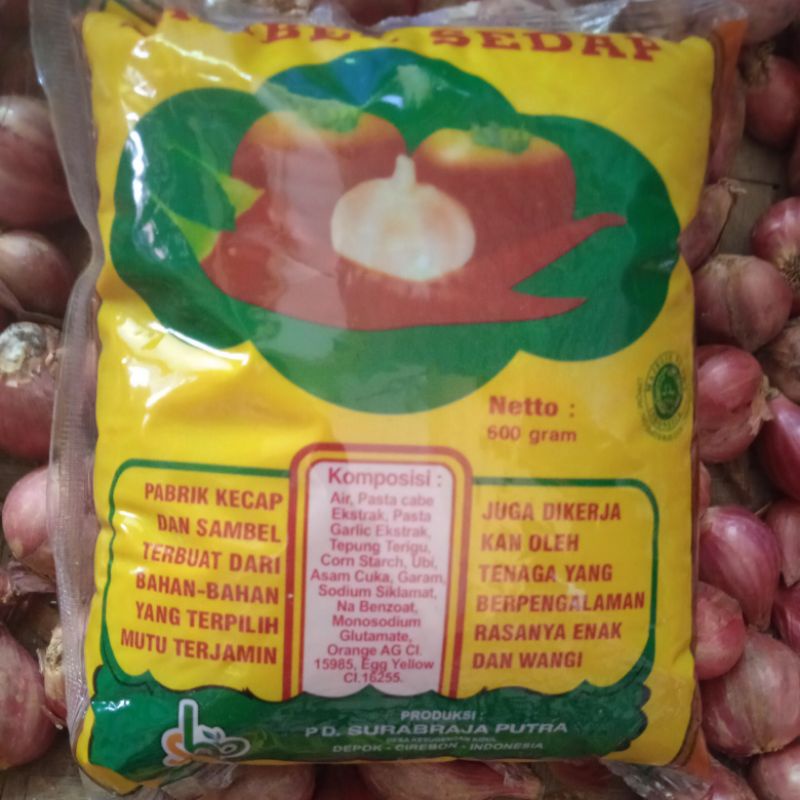 SEDAP
Netto :
600 gram
PABRIK KECAP
DAN SAMBEL
TERBUAT DARI
BAHAN-BAHAN
YANG TERPILIH
MUTU TERJAMIN
Komposisi :
Air, Pasta cabe
Ekstrak, Pasta
Garlic Ekstrak,
Tepung Terigu,
Corn Starch, Ubi,
Asam Cuka, Garam,
Sodium Siklamat,
Na Benzoat,
Monosodium
Glutamate,
Orange AG CI.
15985, Egg Yellow
CI.16255.
JUGA DIKERJA
KAN OLEH
TENAGA YANG
BERPENGALAMAN
RASANYA ENAK
DAN WANGI
PRODUKSI :
PD. SURABRAJA PUTRA
DEPOK - CIREBON - INDONESIA